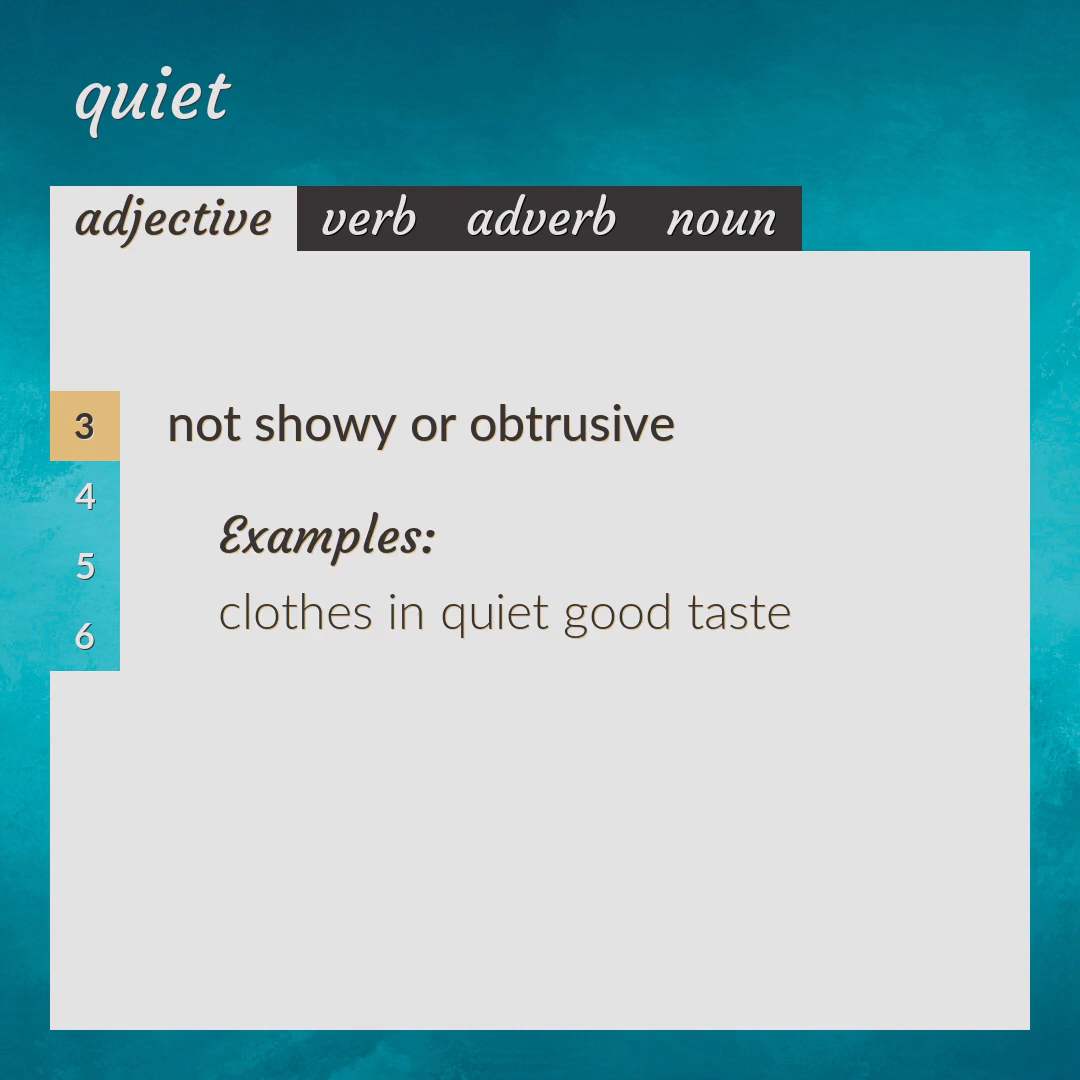 quiet
adjective verb adverb noun
3 not showy or obtrusive
4
Examples:
5
clothes in quiet good taste
6